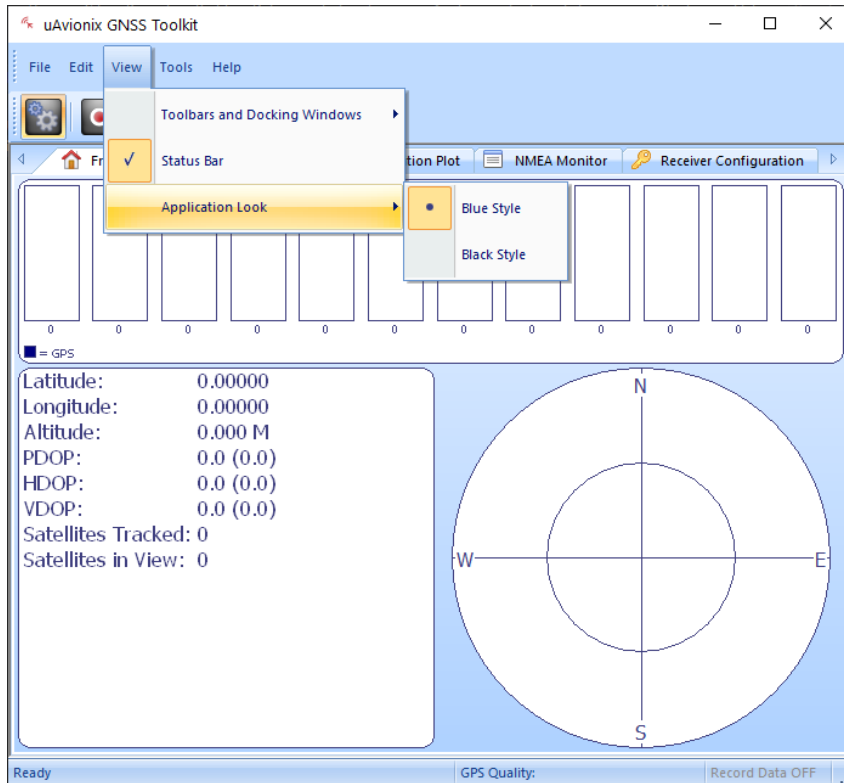 uAvionix GNSS Toolkit
File Edit View Tools Help
Toolbars and Docking Windows
Status Bar
Application Look
Blue Style
Black Style
Plot NMEA Monitor Receiver Configuration
0 0 0 0 0 0 0 0 0 0 0 0
= GPS
Latitude: 0.00000
Longitude: 0.00000
Altitude: 0.000 M
PDOP: 0.0 (0.0)
HDOP: 0.0 (0.0)
VDOP: 0.0 (0.0)
Satellites Tracked: 0
Satellites in View: 0
N
W E
S
Ready GPS Quality: Record Data OFF